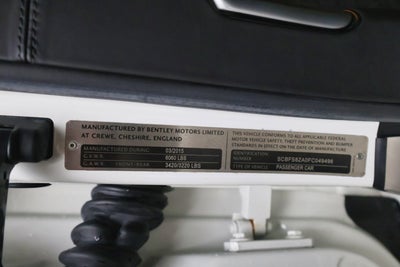 MANUFACTURED BY BENTLEY MOTORS LIMITED
AT CREWE, CHESHIRE, ENGLAND
MANUFACTURED DURING: 03/2015
G.V.W.R. 6060 LBS
G.A.W.R. FRONT/REAR 3420/3220 LBS
THIS VEHICLE CONFORMS TO ALL APPLICABLE FEDERAL
MOTOR VEHICLE SAFETY, THEFT PREVENTION AND BUMPER
STANDARDS IN EFFECT ON THE DATE OF MANUFACTURE
IDENTIFICATION
NUMBER
TYPE OF VEHICLE PASSENGER CAR